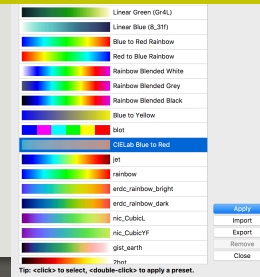 Linear Green (Gr4L)
Linear Blue (8_31f)
Blue to Red Rainbow
Red to Blue Rainbow
Rainbow Blended White
Rainbow Blended Grey
Rainbow Blended Black
Blue to Yellow
blot
CIELab Blue to Red
jet
rainbow
erdc_rainbow_bright
erdc_rainbow_dark
nic_CubicL
nic_CubicYF
gist_earth
2hot
Apply
Import
Export
Remove
Close
Tip: <click> to select, <double-click> to apply a preset.